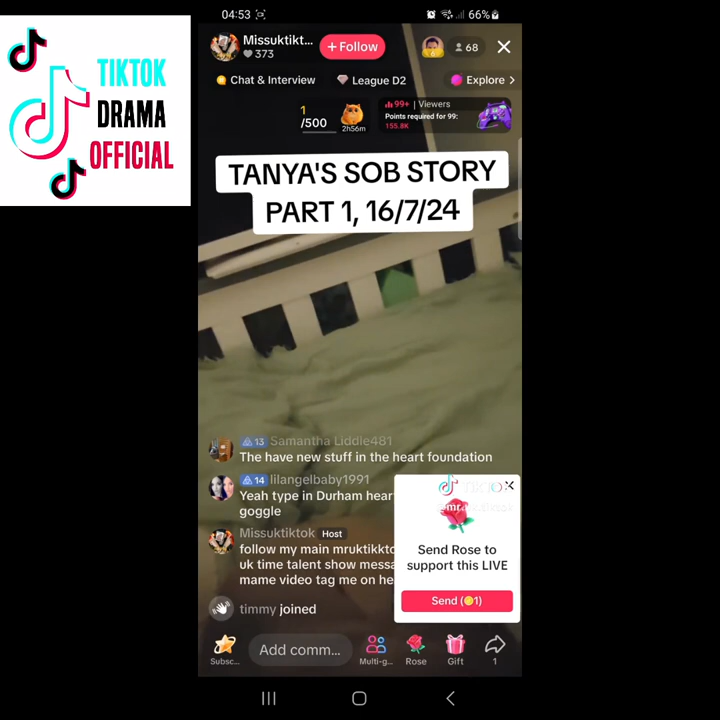 04:53
66%
TIKTOK
DRAMA
OFFICIAL
Missuktikt...
373
+ Follow
68
Chat & Interview
League D2
Explore >
1
/500
2h56m
99+ | Viewers
Points required for 99:
155.8K
TANYA'S SOB STORY
PART 1, 16/7/24
13 Samantha Liddle481
The have new stuff in the heart foundation
14 lilangelbaby1991
Yeah type in Durham hear
goggle
Missuktiktok Host
follow my main mruktikkto
uk time talent show messa
mame video tag me on he
timmy joined
TikTok
Send Rose to
support this LIVE
Send (1)
Subsc...
Add comm...
Multi-g...
Rose
Gift
1